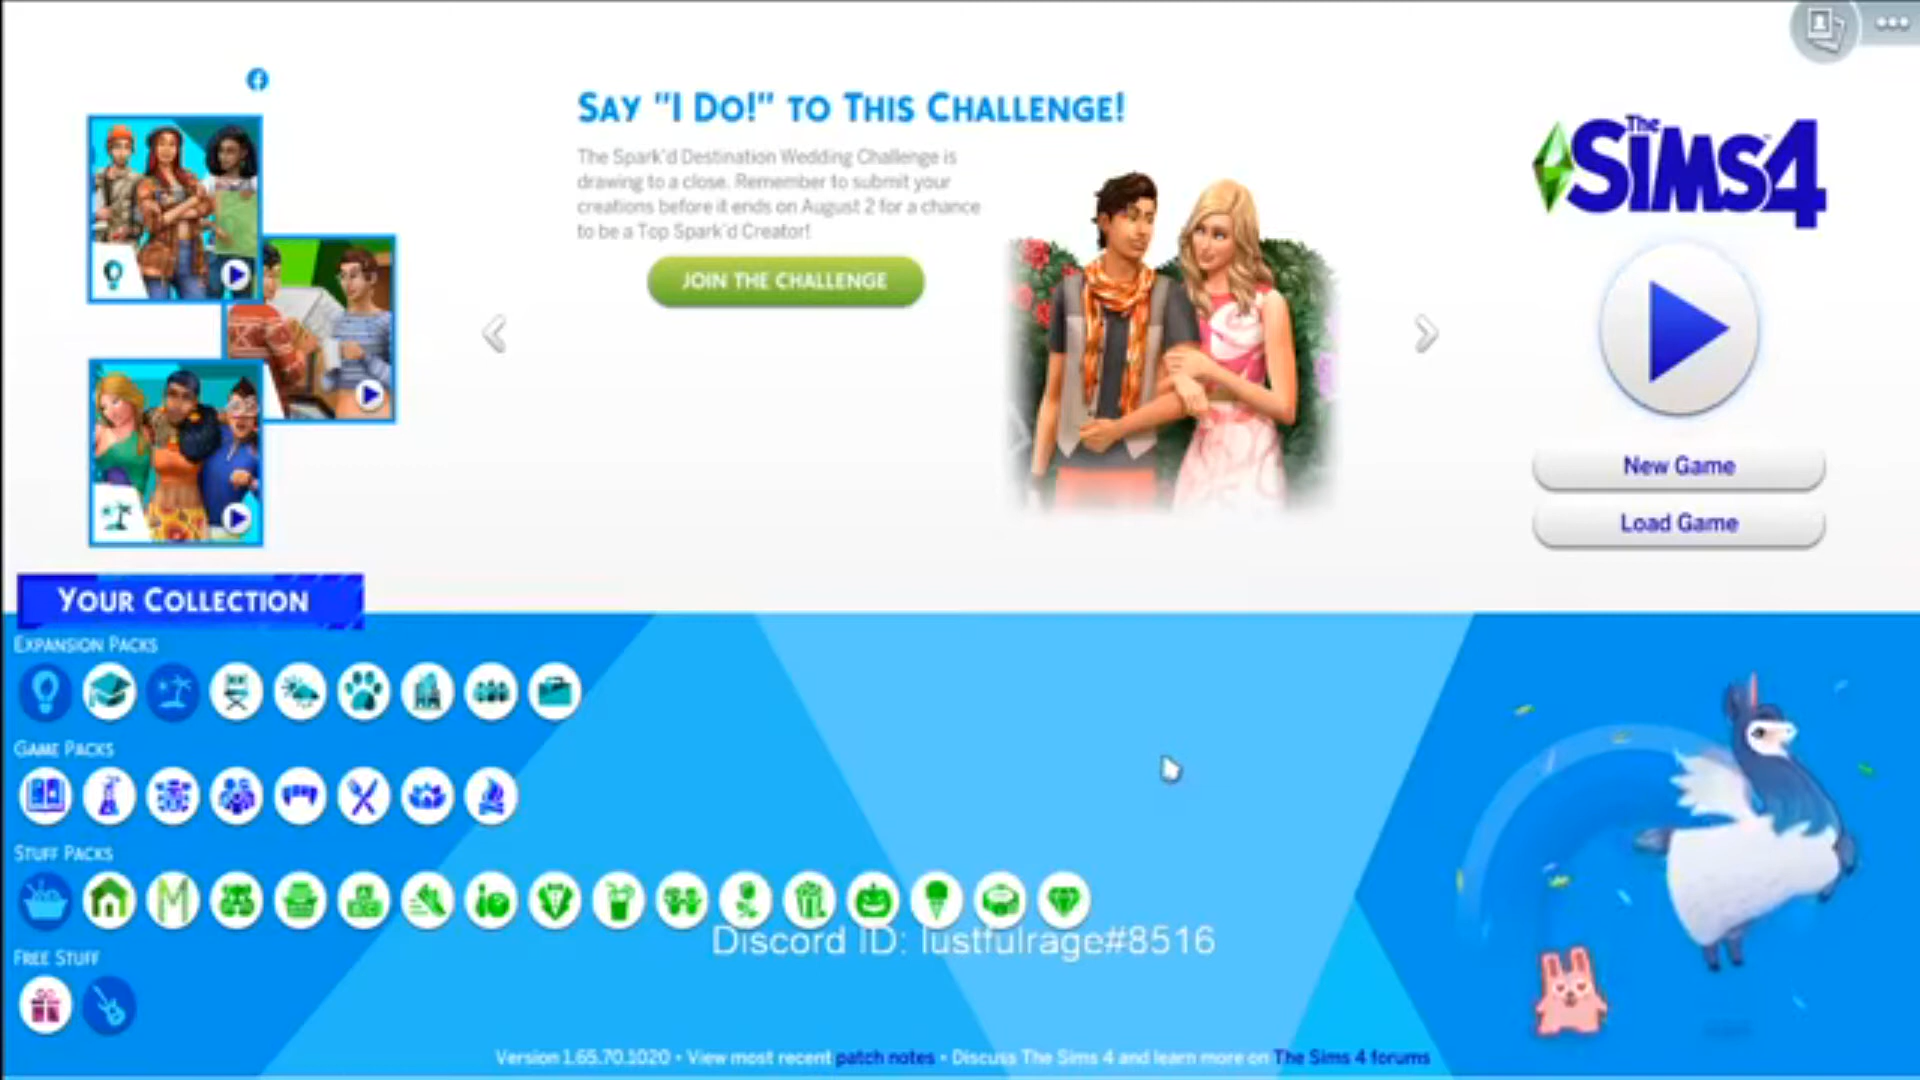 SAY "I DO!" TO THIS CHALLENGE!
The Spark'd Destination Wedding Challenge is
drawing to a close. Remember to submit your
creations before it ends on August 2 for a chance
to be a Top Spark'd Creator!
JOIN THE CHALLENGE
The SIMS 4
New Game
Load Game
YOUR COLLECTION
EXPANSION PACKS
GAME PACKS
STUFF PACKS
Discord ID: lustfulrage#8516
FREE STUFF
Version 1.65.70.1020 • View most recent patch notes • Discuss The Sims 4 and learn more on The Sims 4 forums